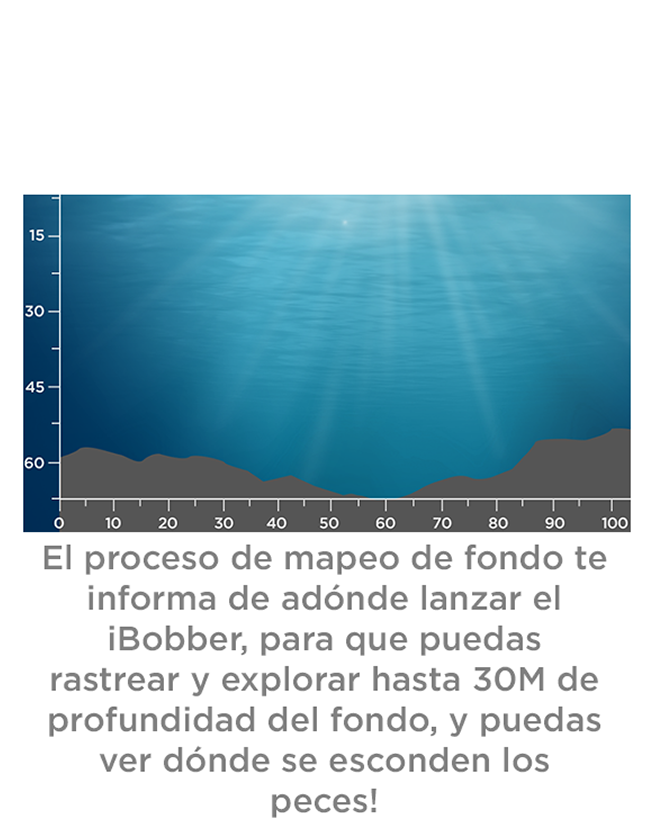 15
30
45
60
0 10 20 30 40 50 60 70 80 90 100
El proceso de mapeo de fondo te
informa de adónde lanzar el
iBobber, para que puedas
rastrear y explorar hasta 30M de
profundidad del fondo, y puedas
ver dónde se esconden los
peces!